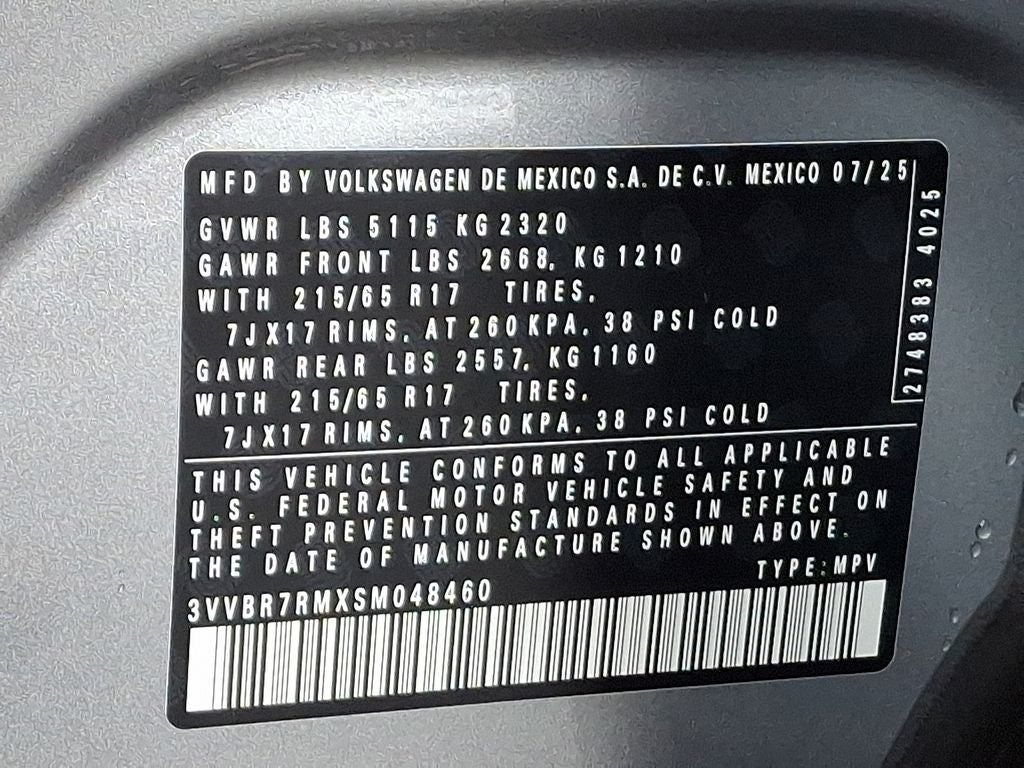 MFD BY VOLKSWAGEN DE MEXICO S.A. DE C.V. MEXICO 07/25
GVWR LBS 5115 KG 2320
GAWR FRONT LBS 2668, KG 1210
WITH 215/65 R17 TIRES,
7JX17 RIMS, AT 260 KPA, 38 PSI COLD
GAWR REAR LBS 2557, KG 1160
WITH 215/65 R17 TIRES,
7JX17 RIMS, AT 260 KPA, 38 PSI COLD
2748383 4025
THIS VEHICLE CONFORMS TO ALL APPLICABLE
U.S. FEDERAL MOTOR VEHICLE SAFETY AND
THEFT PREVENTION STANDARDS IN EFFECT ON
THE DATE OF MANUFACTURE SHOWN ABOVE.
TYPE: MPV
3VVBR7RMXSM048460